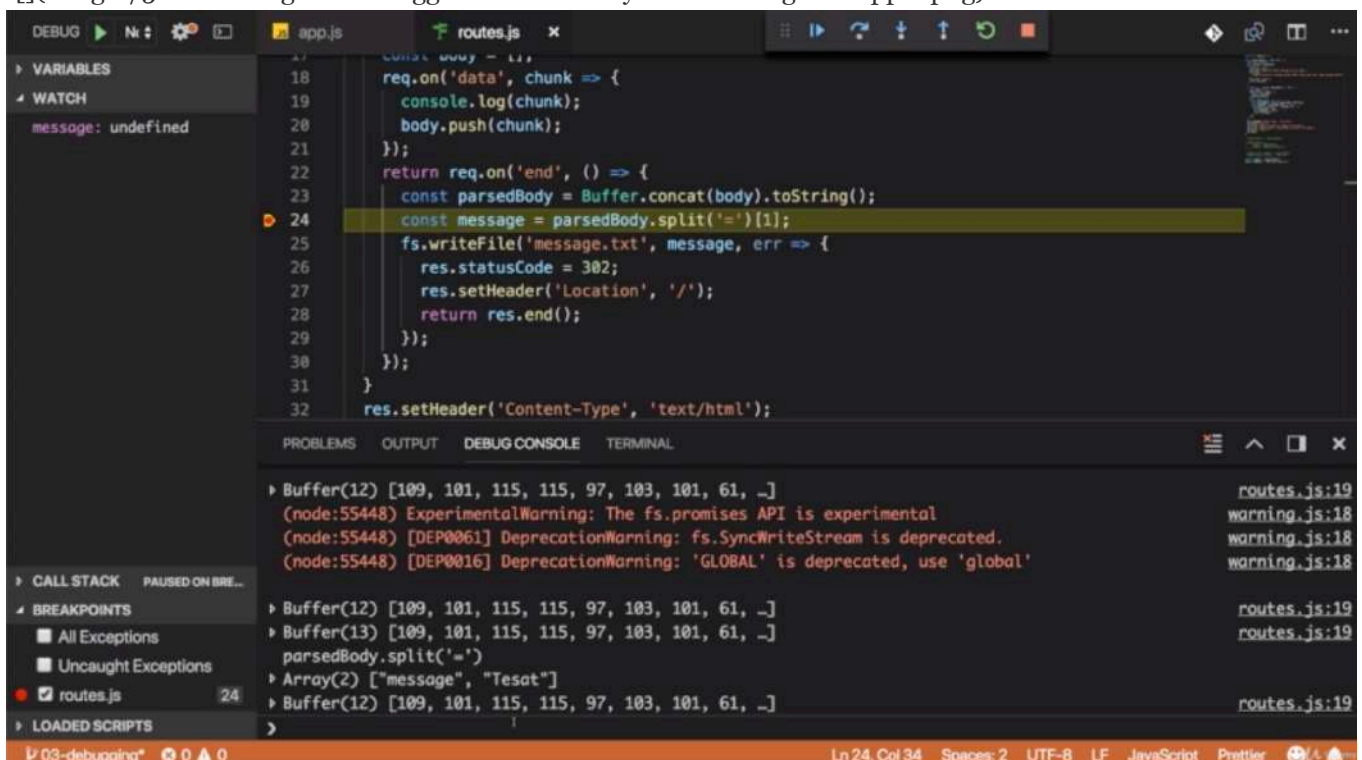 DEBUG
app.js
routes.js
VARIABLES
WATCH
message: undefined
17 const body = [];
18 req.on('data', chunk => {
19 console.log(chunk);
20 body.push(chunk);
21 });
22 return req.on('end', () => {
23 const parsedBody = Buffer.concat(body).toString();
24 const message = parsedBody.split('=')[1];
25 fs.writeFile('message.txt', message, err => {
26 res.statusCode = 302;
27 res.setHeader('Location', '/');
28 return res.end();
29 });
30 });
31 }
32 res.setHeader('Content-Type', 'text/html');
PROBLEMS OUTPUT DEBUG CONSOLE TERMINAL
Buffer(12) [109, 101, 115, 115, 97, 103, 101, 61, …] routes.js:19
(node:55448) ExperimentalWarning: The fs.promises API is experimental warning.js:18
(node:55448) [DEP0061] DeprecationWarning: fs.SyncWriteStream is deprecated. warning.js:18
(node:55448) [DEP0016] DeprecationWarning: 'GLOBAL' is deprecated, use 'global' warning.js:18
Buffer(12) [109, 101, 115, 115, 97, 103, 101, 61, …] routes.js:19
Buffer(13) [109, 101, 115, 115, 97, 103, 101, 61, …] routes.js:19
parsedBody.split('=')
Array(2) ["message", "Tesat"]
Buffer(12) [109, 101, 115, 115, 97, 103, 101, 61, …] routes.js:19
CALL STACK PAUSED ON BRE...
BREAKPOINTS
All Exceptions
Uncaught Exceptions
routes.js 24
LOADED SCRIPTS
03-debugging* 0 0
Ln 24, Col 34 Spaces: 2 UTF-8 LF JavaScript Prettier